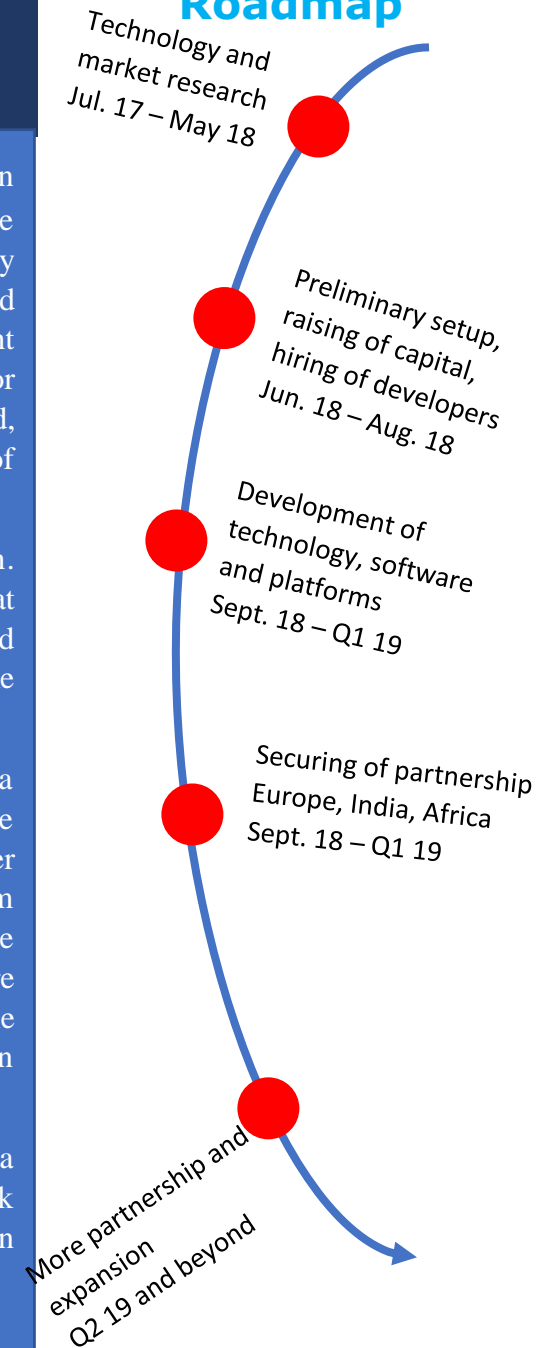 Roadmap
Technology and
market research
Jul. 17 – May 18
Preliminary setup,
raising of capital,
hiring of developers
Jun. 18 – Aug. 18
Development of
technology, software
and platforms
Sept. 18 – Q1 19
Securing of partnership
Europe, India, Africa
Sept. 18 – Q1 19
More partnership and
expansion
Q2 19 and beyond